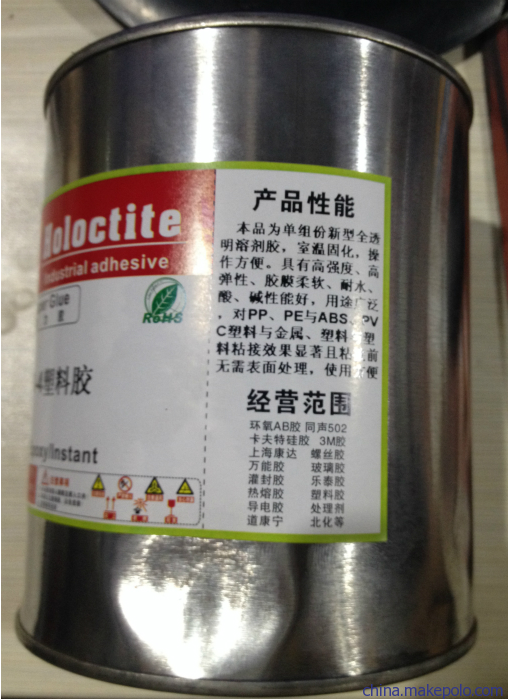 Holoctite
Industrial adhesive
Glue
胶
RoHS
塑料胶
/Instant
产品性能
本品为单组份新型全透
明溶剂胶，室温固化，操
作方便。具有高强度、高
弹性、胶膜柔软、耐水、
酸、碱性能好，用途广泛
，对PP、PE与ABS、PV
C塑料与金属、塑料与塑
料粘接效果显著且粘接前
无需表面处理，使用方便
经营范围
环氧AB胶 同声502
卡夫特硅胶 3M胶
上海康达 螺丝胶
万能胶 玻璃胶
灌封胶 乐泰胶
热熔胶 塑料胶
导电胶 处理剂
道康宁 北化等
china.makepolo.com